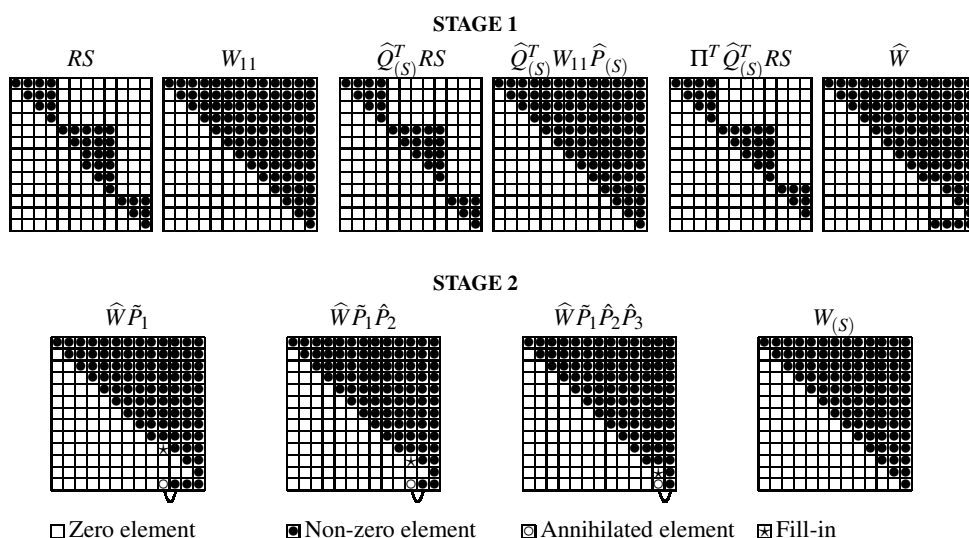 STAGE 1
RS W₁₁ Q̂ᵀ₍S₎RS Q̂ᵀ₍S₎W₁₁P̂₍S₎ Πᵀ Q̂ᵀ₍S₎RS Ŵ
STAGE 2
ŴP̃₁ ŴP̃₁P̂₂ ŴP̃₁P̂₂P̂₃ W₍S₎
Zero element Non-zero element Annihilated element Fill-in